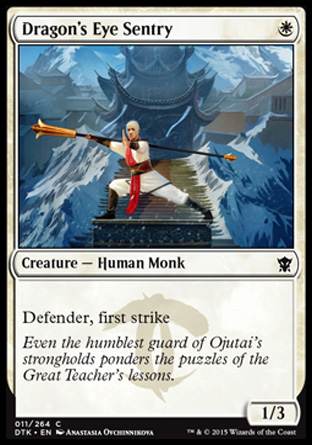 Dragon's Eye Sentry
Creature — Human Monk
Defender, first strike
Even the humblest guard of Ojutai's
strongholds ponders the puzzles of the
Great Teacher's lessons.
1/3
011/264 C
DTK • EN Anastasia Ovchinnikova
™ & © 2015 Wizards of the Coast